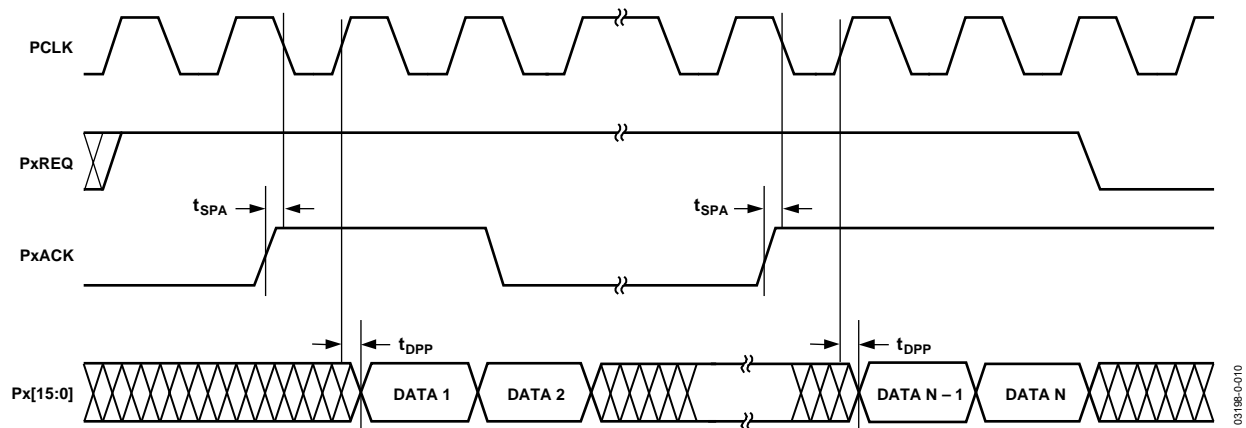 PCLK
PxREQ
tSPA
tSPA
PxACK
tDPP
tDPP
Px[15:0]
DATA 1
DATA 2
DATA N – 1
DATA N
03198-0-010